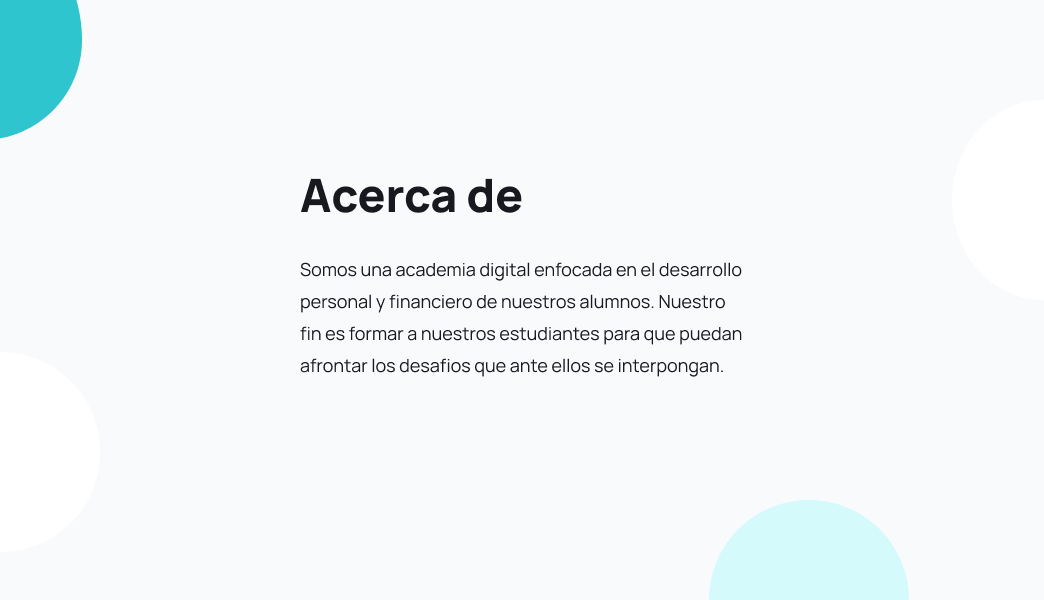 Acerca de
Somos una academia digital enfocada en el desarrollo
personal y financiero de nuestros alumnos. Nuestro
fin es formar a nuestros estudiantes para que puedan
afrontar los desafios que ante ellos se interpongan.